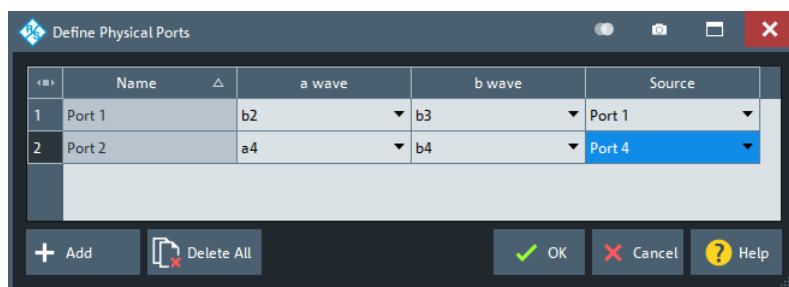 Define Physical Ports
Name a wave b wave Source
1 Port 1 b2 b3 Port 1
2 Port 2 a4 b4 Port 4
Add Delete All OK Cancel Help